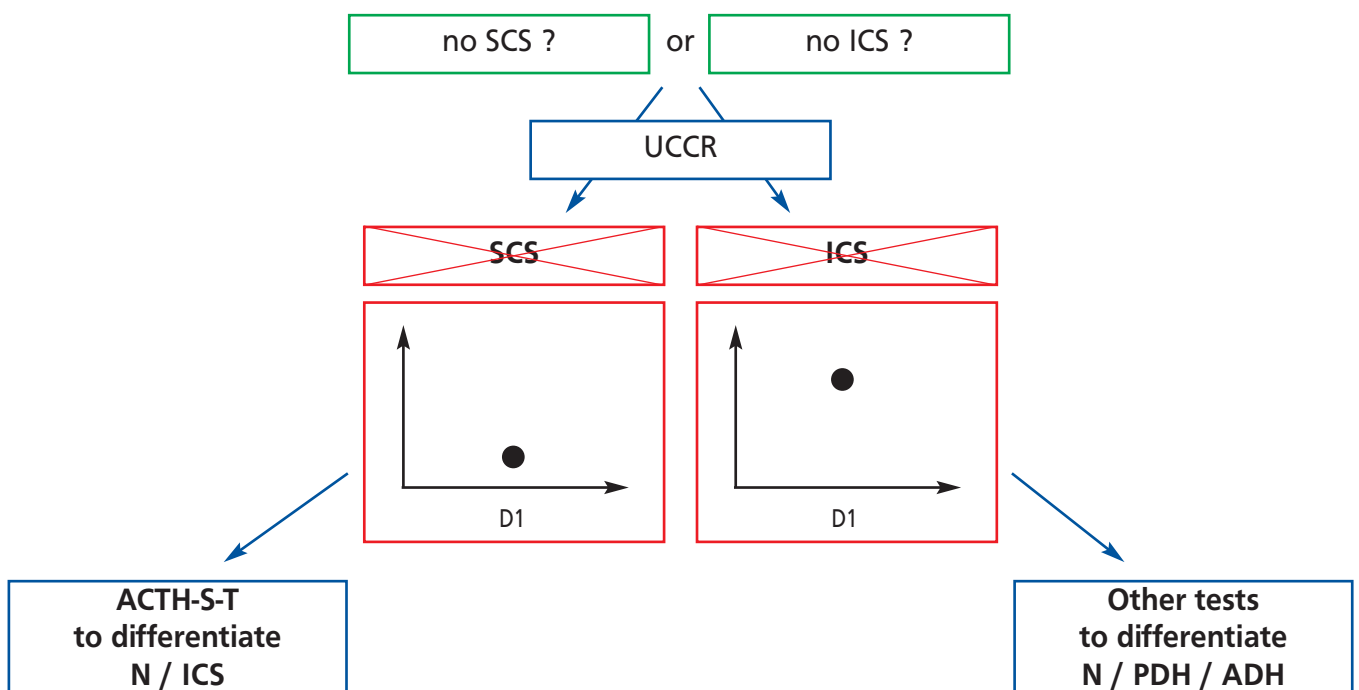 no SCS ? or no ICS ?
UCCR
SCS ICS
D1 D1
ACTH-S-T
to differentiate
N / ICS
Other tests
to differentiate
N / PDH / ADH